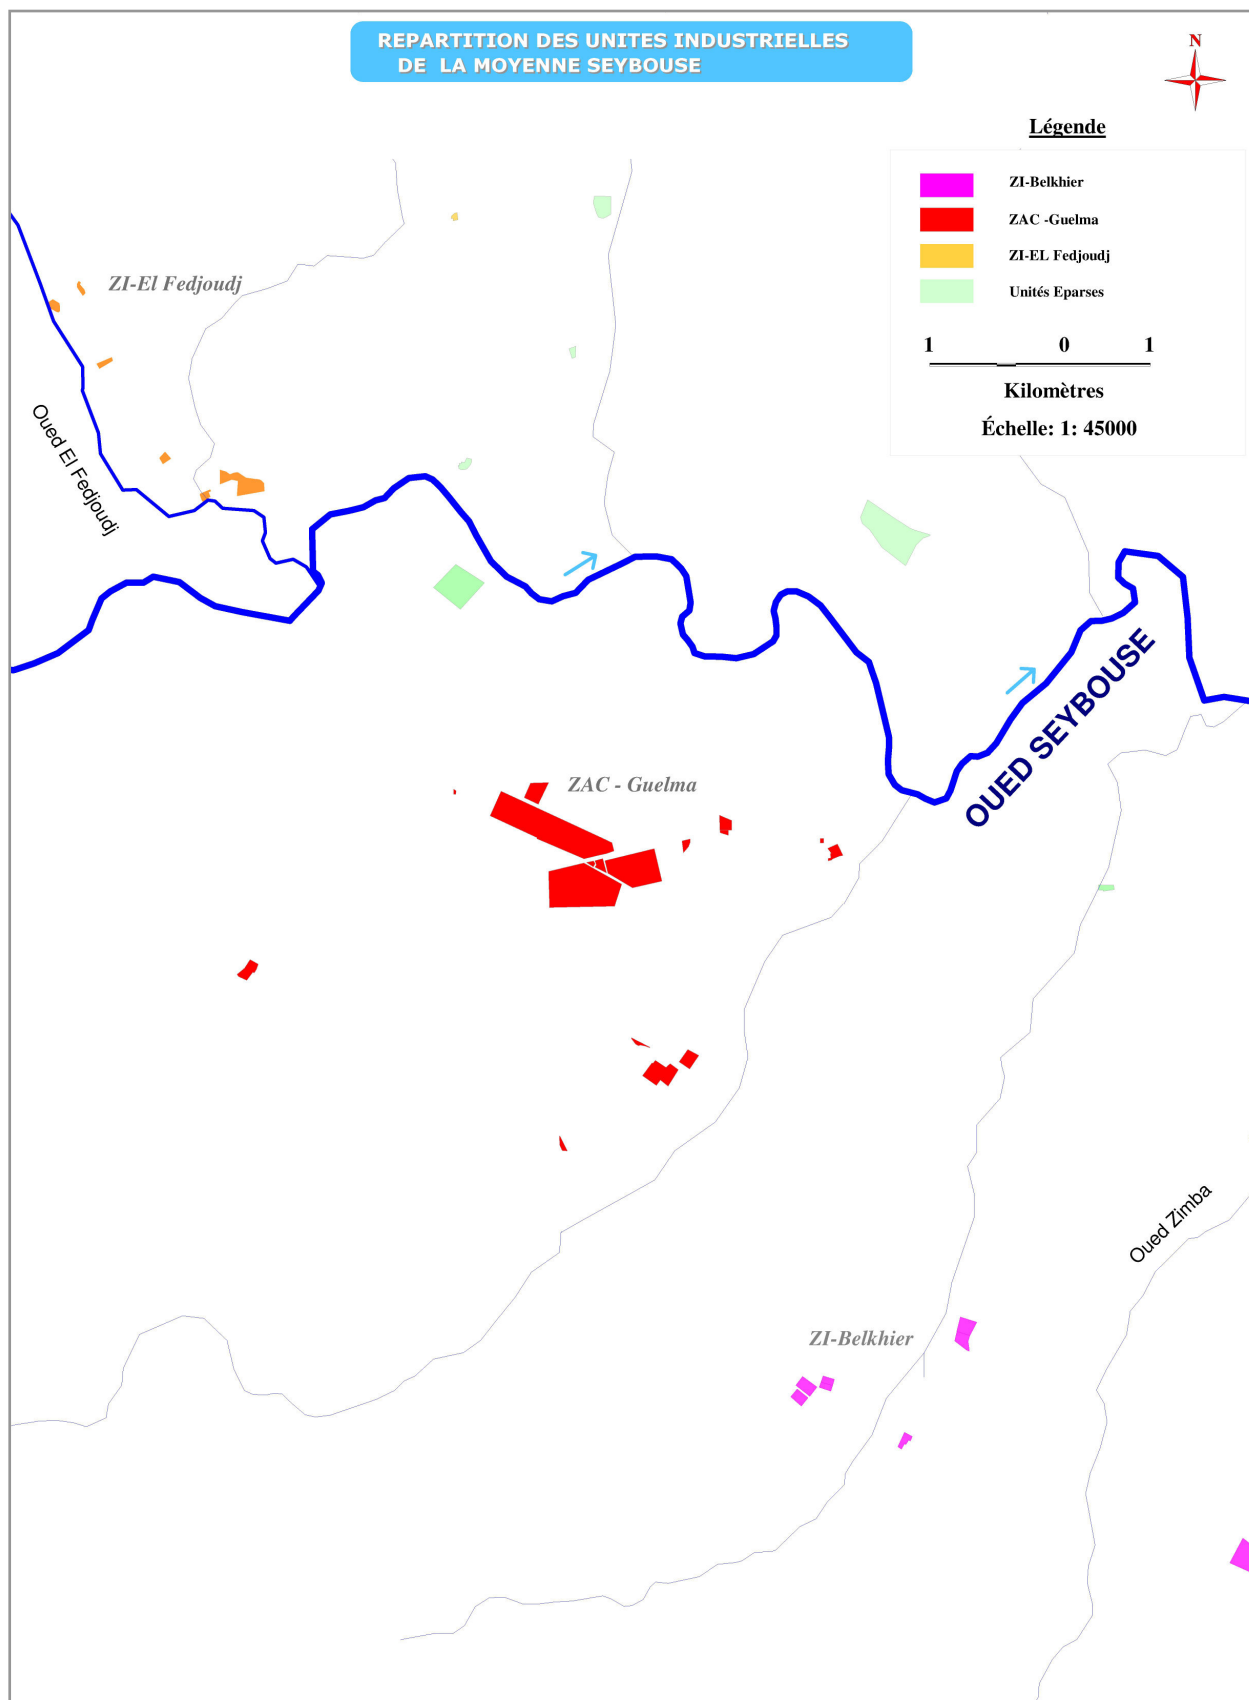 REPARTITION DES UNITES INDUSTRIELLES
DE LA MOYENNE SEYBOUSE
N
Légende
ZI-Belkhier
ZAC -Guelma
ZI-EL Fedjoudj
Unités Eparses
1 0 1
Kilomètres
Échelle: 1: 45000
ZI-El Fedjoudj
Oued El Fedjoudj
OUED SEYBOUSE
ZAC - Guelma
Oued Zimba
ZI-Belkhier